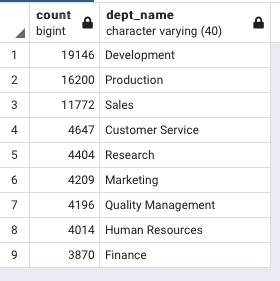 count dept_name
bigint character varying (40)
1 19146 Development
2 16200 Production
3 11772 Sales
4 4647 Customer Service
5 4404 Research
6 4209 Marketing
7 4196 Quality Management
8 4014 Human Resources
9 3870 Finance